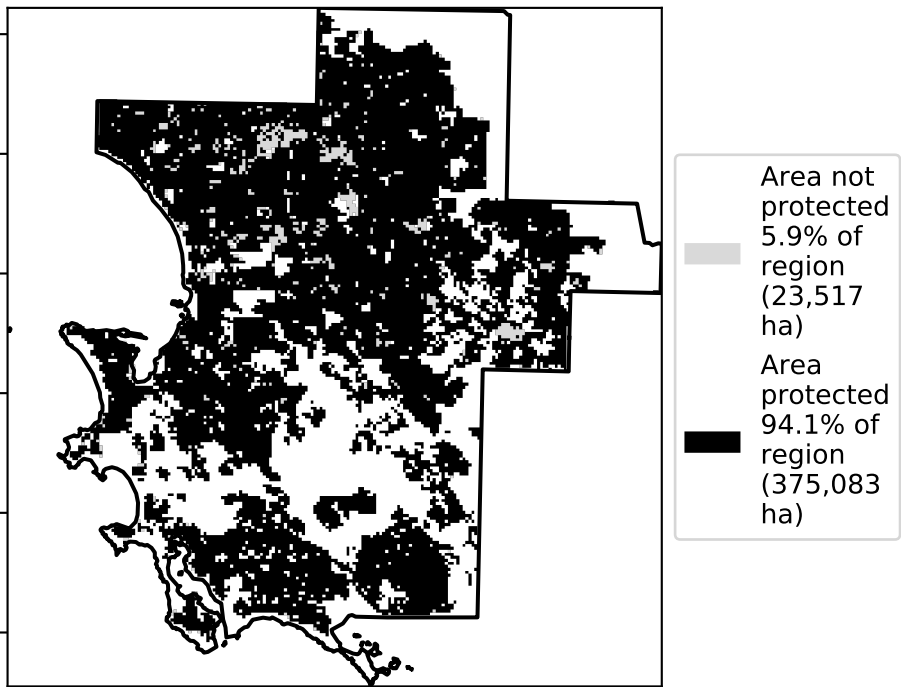 Area not
protected
5.9% of
region
(23,517
ha)
Area
protected
94.1% of
region
(375,083
ha)